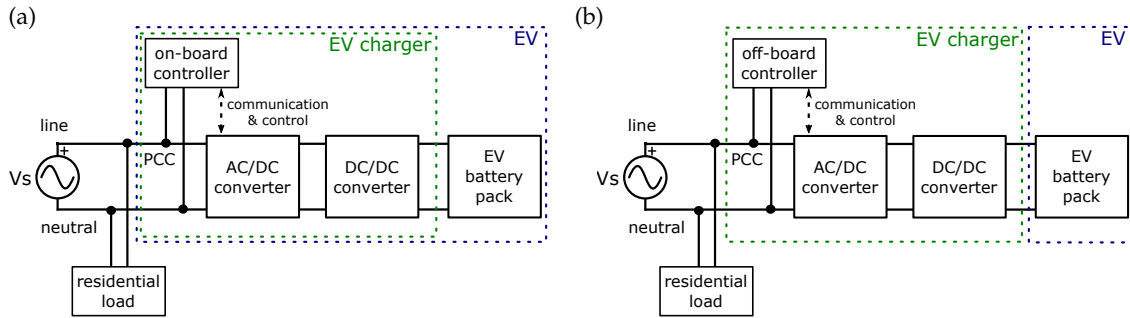 (a)
EV
EV charger
on-board
controller
communication
& control
line
+
PCC
Vs
AC/DC
converter
DC/DC
converter
EV
battery
pack
neutral
residential
load
(b)
EV charger
EV
off-board
controller
communication
& control
line
+
PCC
Vs
AC/DC
converter
DC/DC
converter
EV
battery
pack
neutral
residential
load